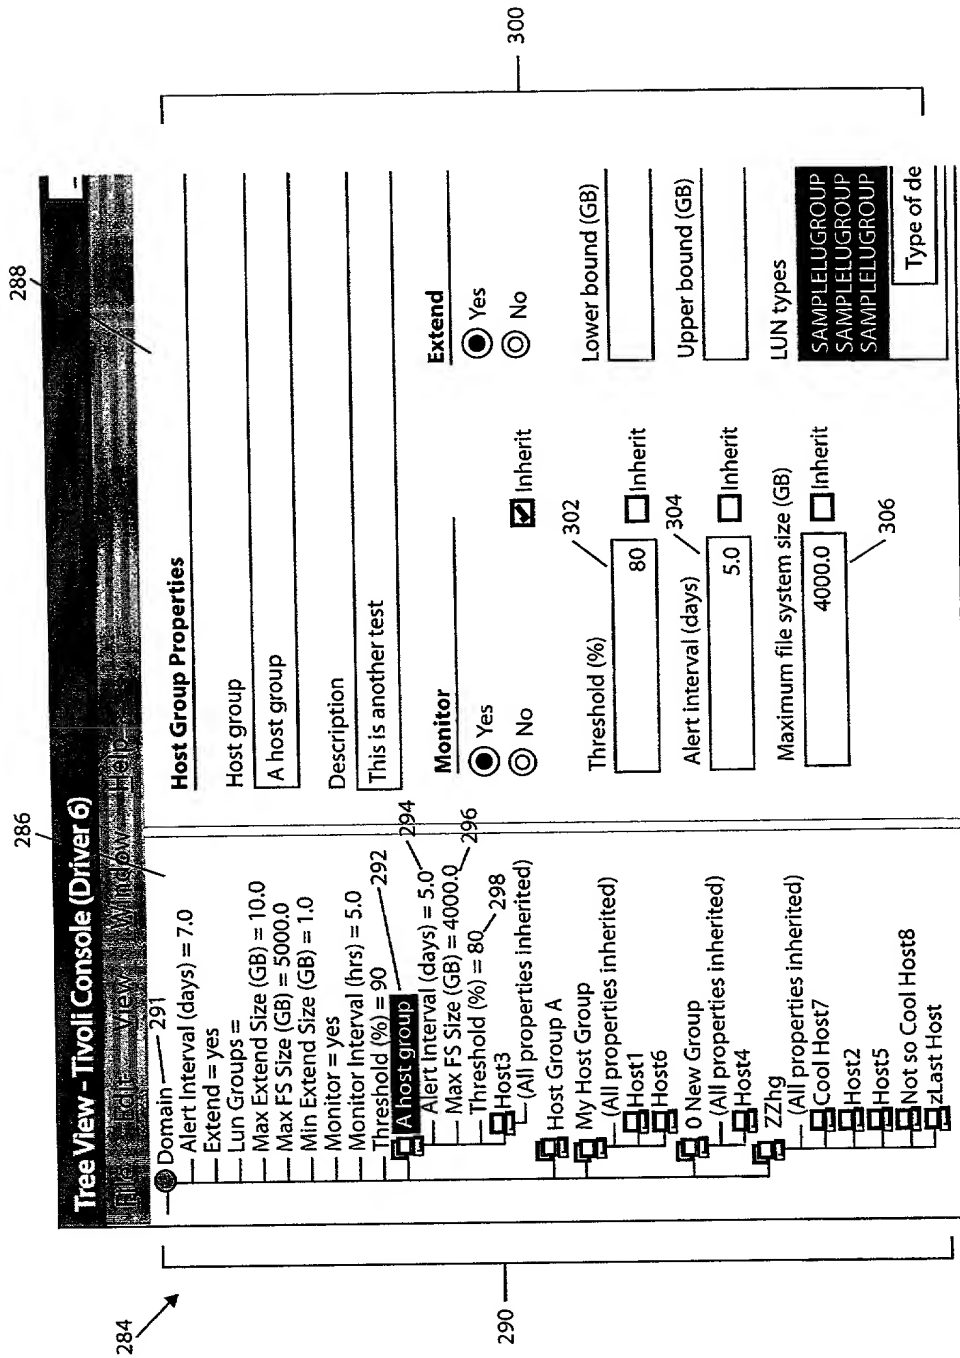 Tree View - Tivoli Console (Driver 6)
File Edit View Window Help
284
286
288
290
Domain 291
Alert Interval (days) = 7.0
Extend = yes
Lun Groups =
Max Extend Size (GB) = 10.0
Max FS Size (GB) = 5000.0
Min Extend Size (GB) = 1.0
Monitor = yes
Monitor Interval (hrs) = 5.0
Threshold (%) = 90
A host group 292
Alert Interval (days) = 5.0 294
Max FS Size (GB) = 4000.0 296
Threshold (%) = 80 298
Host3
(All properties inherited)
Host Group A
My Host Group
(All properties inherited)
Host1
Host6
0 New Group
(All properties inherited)
Host4
ZZhg
(All properties inherited)
Cool Host7
Host2
Host5
Not so Cool Host8
zLast Host
300
Host Group Properties
Host group
A host group
Description
This is another test
Monitor
Yes
No
Inherit
Extend
Yes
No
Threshold (%)
302
80 Inherit
Alert interval (days)
304
5.0 Inherit
Maximum file system size (GB)
4000.0 Inherit
306
Lower bound (GB)
Upper bound (GB)
LUN types
SAMPLELUGROUP
SAMPLELUGROUP
SAMPLELUGROUP
Type of de